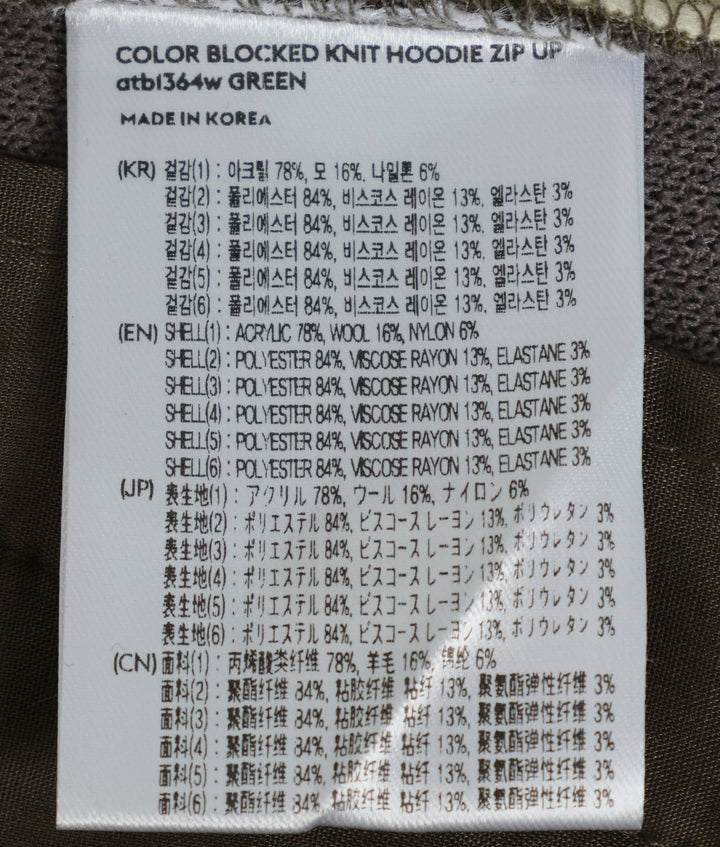 COLOR BLOCKED KNIT HOODIE ZIP UP
atb1364w GREEN
MADE IN KOREA
(KR) 겉감(1) : 아크릴 78%, 모 16%, 나일론 6%
겉감(2) : 폴리에스터 84%, 비스코스 레이온 13%, 엘라스탄 3%
겉감(3) : 폴리에스터 84%, 비스코스 레이온 13%, 엘라스탄 3%
겉감(4) : 폴리에스터 84%, 비스코스 레이온 13%, 엘라스탄 3%
겉감(5) : 폴리에스터 84%, 비스코스 레이온 13%, 엘라스탄 3%
겉감(6) : 폴리에스터 84%, 비스코스 레이온 13%, 엘라스탄 3%
(EN) SHELL(1) : ACRYLIC 78%, WOOL 16%, NYLON 6%
SHELL(2) : POLYESTER 84%, VISCOSE RAYON 13%, ELASTANE 3%
SHELL(3) : POLYESTER 84%, VISCOSE RAYON 13%, ELASTANE 3%
SHELL(4) : POLYESTER 84%, VISCOSE RAYON 13%, ELASTANE 3%
SHELL(5) : POLYESTER 84%, VISCOSE RAYON 13%, ELASTANE 3%
SHELL(6) : POLYESTER 84%, VISCOSE RAYON 13%, ELASTANE 3%
(JP) 表生地(1) : アクリル 78%, ウール 16%, ナイロン 6%
表生地(2) : ポリエステル 84%, ビスコースレーヨン 13%, ポリウレタン 3%
表生地(3) : ポリエステル 84%, ビスコースレーヨン 13%, ポリウレタン 3%
表生地(4) : ポリエステル 84%, ビスコースレーヨン 13%, ポリウレタン 3%
表生地(5) : ポリエステル 84%, ビスコースレーヨン 13%, ポリウレタン 3%
表生地(6) : ポリエステル 84%, ビスコースレーヨン 13%, ポリウレタン 3%
(CN) 面料(1) : 丙烯酸类纤维 78%, 羊毛 16%, 锦纶 6%
面料(2) : 聚酯纤维 84%, 粘胶纤维 粘纤 13%, 聚氨酯弹性纤维 3%
面料(3) : 聚酯纤维 84%, 粘胶纤维 粘纤 13%, 聚氨酯弹性纤维 3%
面料(4) : 聚酯纤维 84%, 粘胶纤维 粘纤 13%, 聚氨酯弹性纤维 3%
面料(5) : 聚酯纤维 84%, 粘胶纤维 粘纤 13%, 聚氨酯弹性纤维 3%
面料(6) : 聚酯纤维 84%, 粘胶纤维 粘纤 13%, 聚氨酯弹性纤维 3%